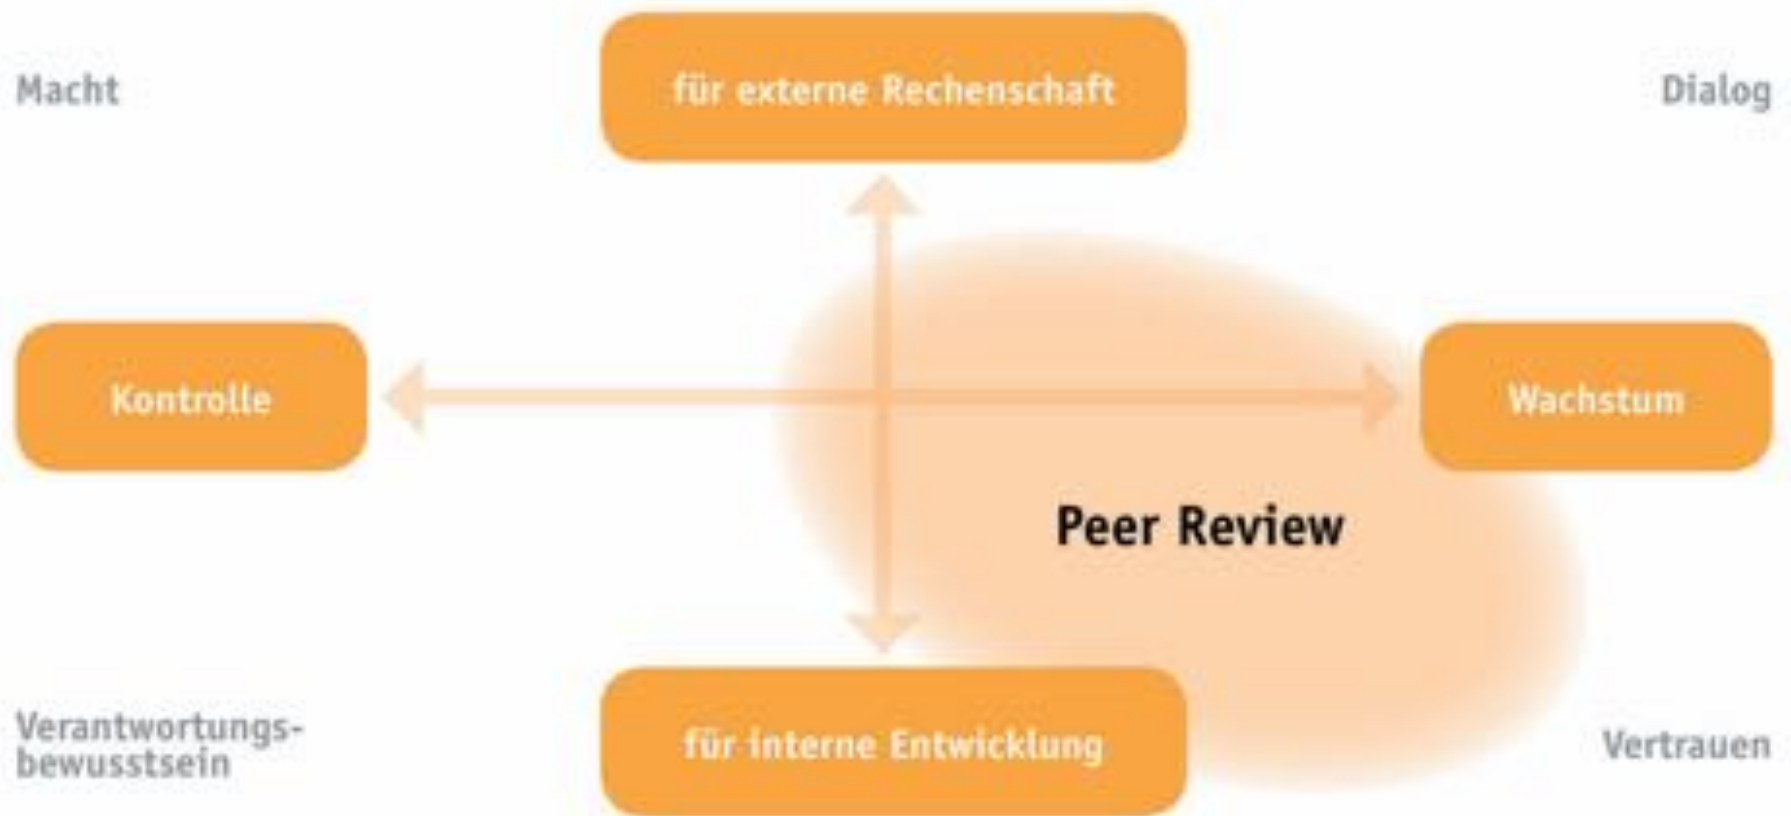 Macht
für externe Rechenschaft
Dialog
Kontrolle
Wachstum
Peer Review
Verantwortungs-
bewusstsein
für interne Entwicklung
Vertrauen